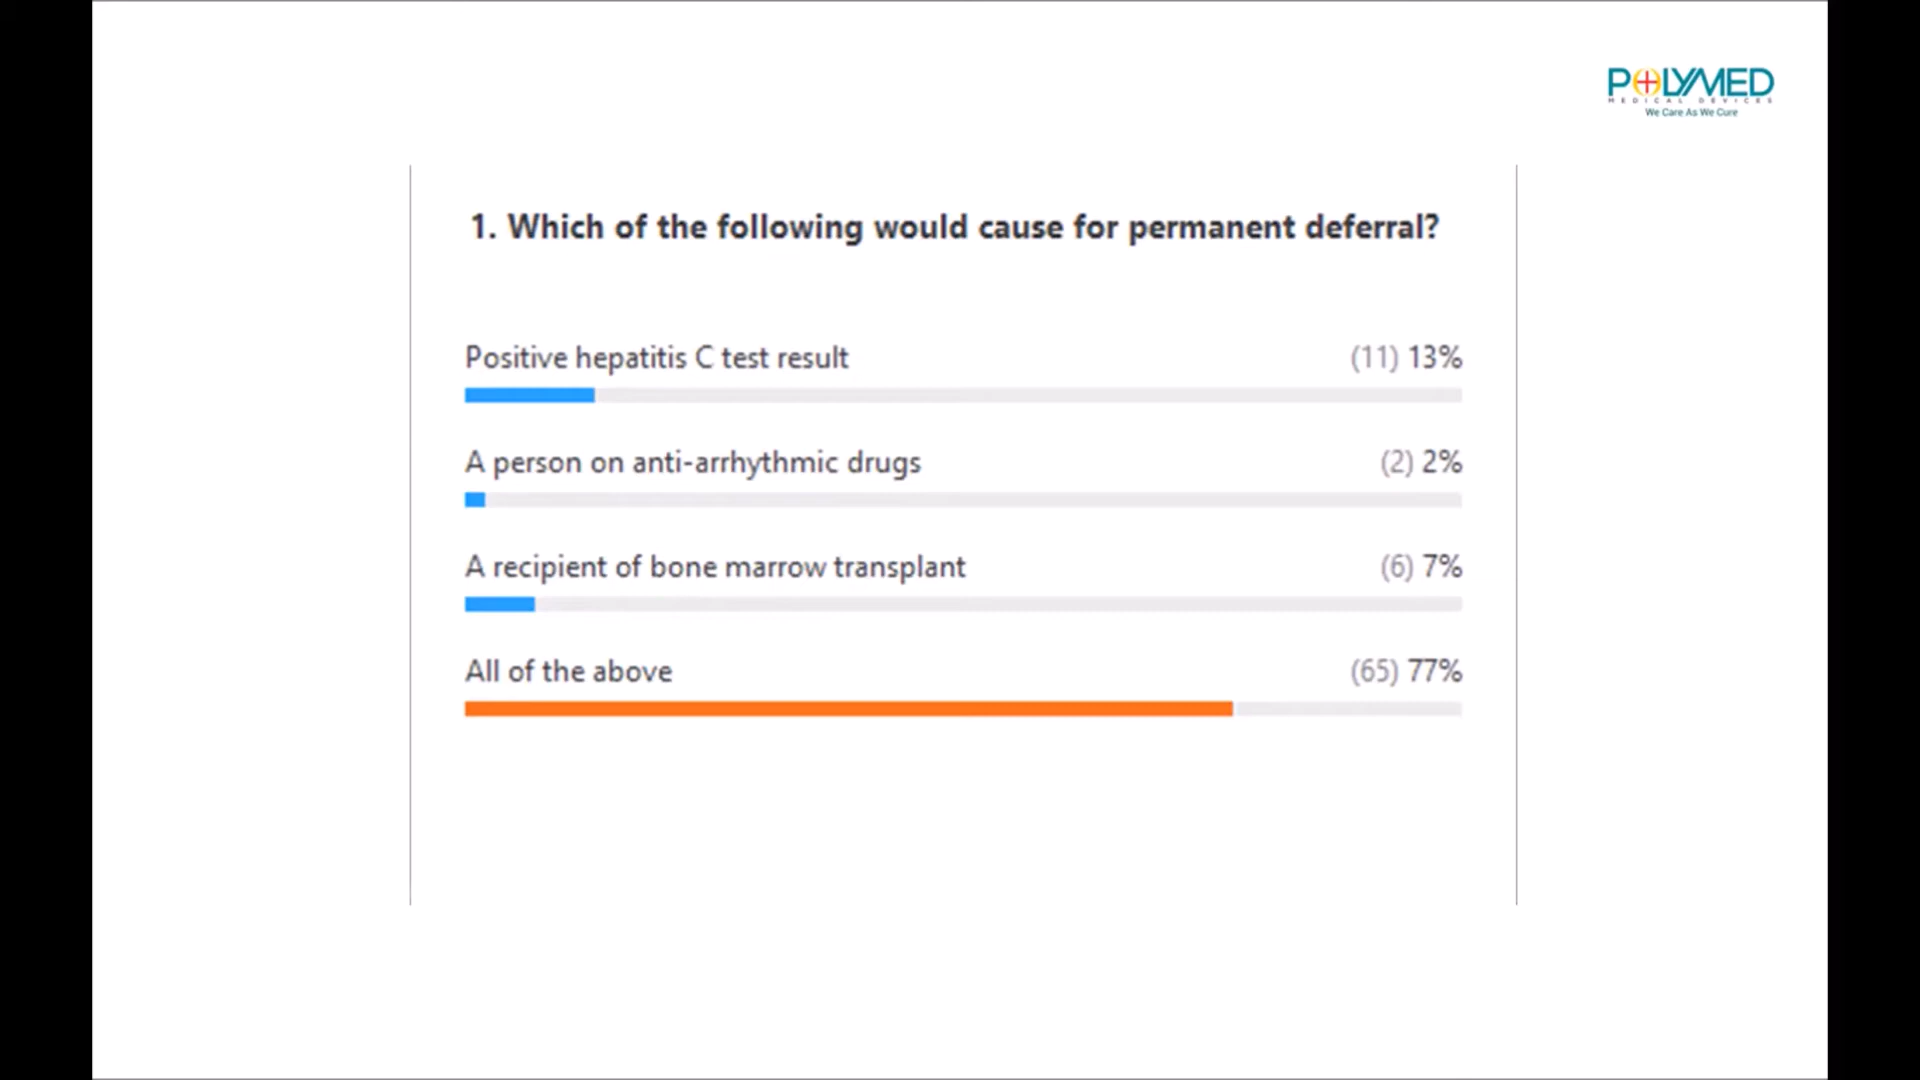 POLYMED
MEDICAL DEVICES
We Care As We Cure
1. Which of the following would cause for permanent deferral?
Positive hepatitis C test result (11) 13%
A person on anti-arrhythmic drugs (2) 2%
A recipient of bone marrow transplant (6) 7%
All of the above (65) 77%